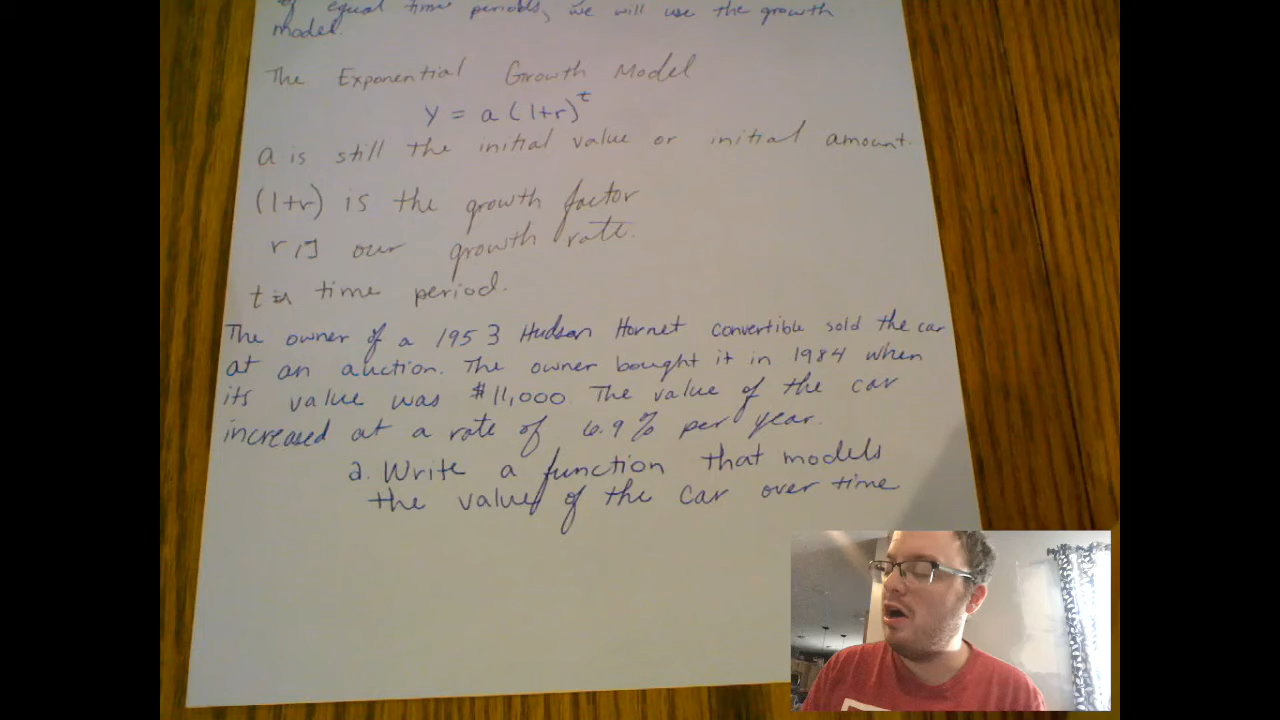 of equal time periods, we will use the growth
model.
The Exponential Growth Model
y = a (1+r)^t
a is still the initial value or initial amount.
(1+r) is the growth factor
r is our growth rate.
t is time period.
The owner of a 1953 Hudson Hornet convertible sold the car
at an auction. The owner bought it in 1984 when
its value was $11,000. The value of the car
increased at a rate of 6.9% per year.
a. Write a function that models
the value of the car over time